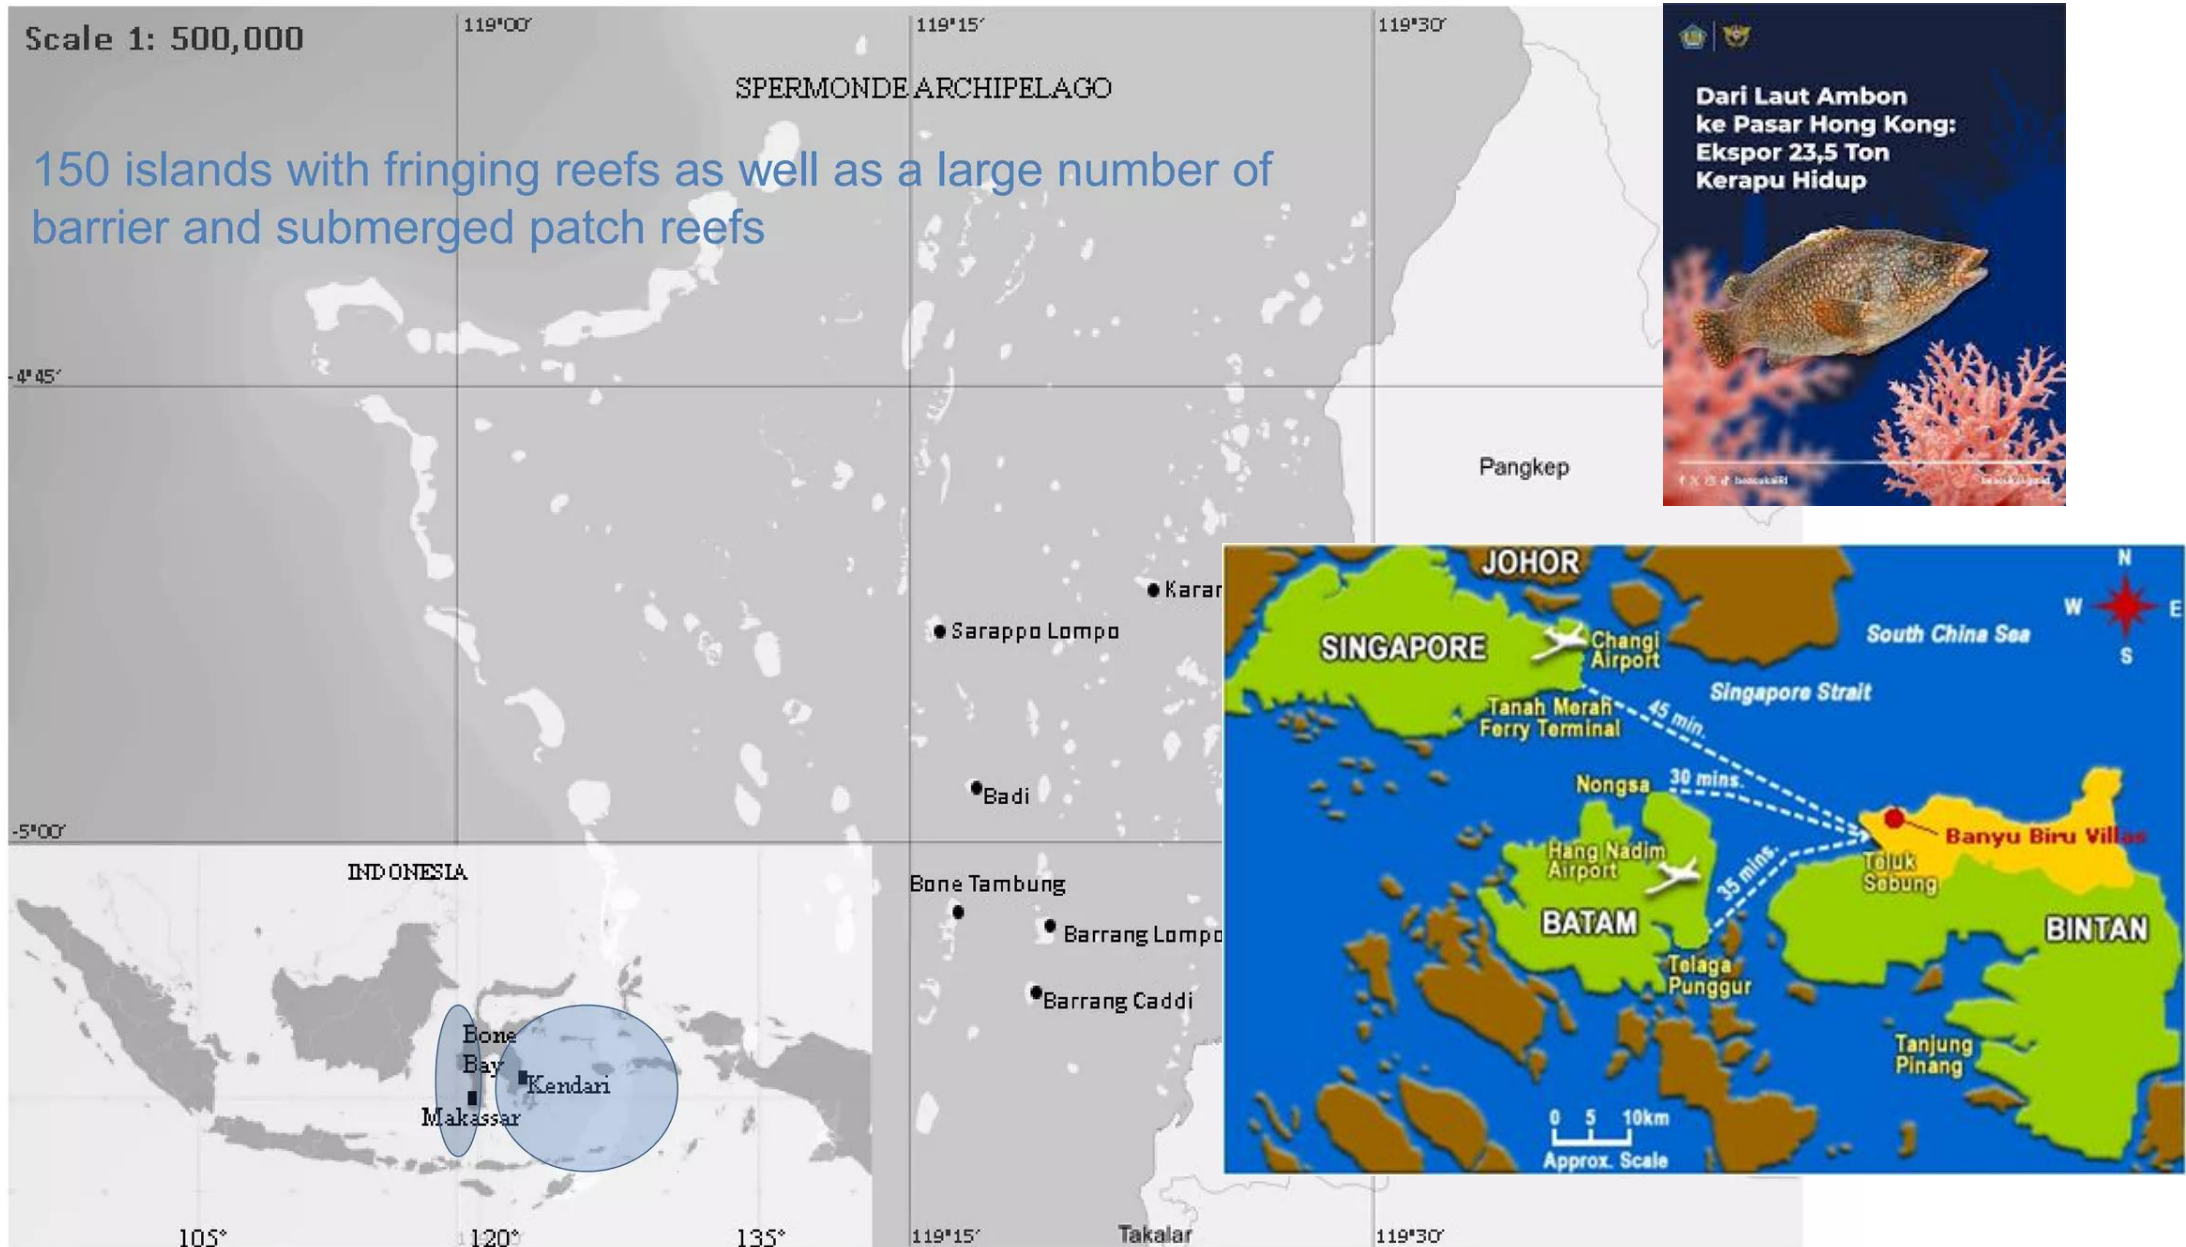 Scale 1: 500,000
119°00′
119°15′
119°30′
SPERMONDE ARCHIPELAGO
150 islands with fringing reefs as well as a large number of
barrier and submerged patch reefs
-4°45′
Pangkep
Karan
Sarappo Lompo
Badi
-5°00′
Bone Tambung
Barrang Lompo
Barrang Caddi
119°15′
Takalar
119°30′
INDONESIA
Bone
Bay
Kendari
Makassar
105°
120°
135°
Dari Laut Ambon
ke Pasar Hong Kong:
Ekspor 23,5 Ton
Kerapu Hidup
beacukaiRI
JOHOR
N
W
E
S
SINGAPORE
Changi
Airport
South China Sea
Singapore Strait
Tanah Merah
Ferry Terminal
45 min.
Nongsa
30 mins.
Banyu Biru Villas
Hang Nadim
Airport
35 mins.
Teluk
Sebung
BATAM
BINTAN
Telaga
Punggur
Tanjung
Pinang
0 5 10km
Approx. Scale